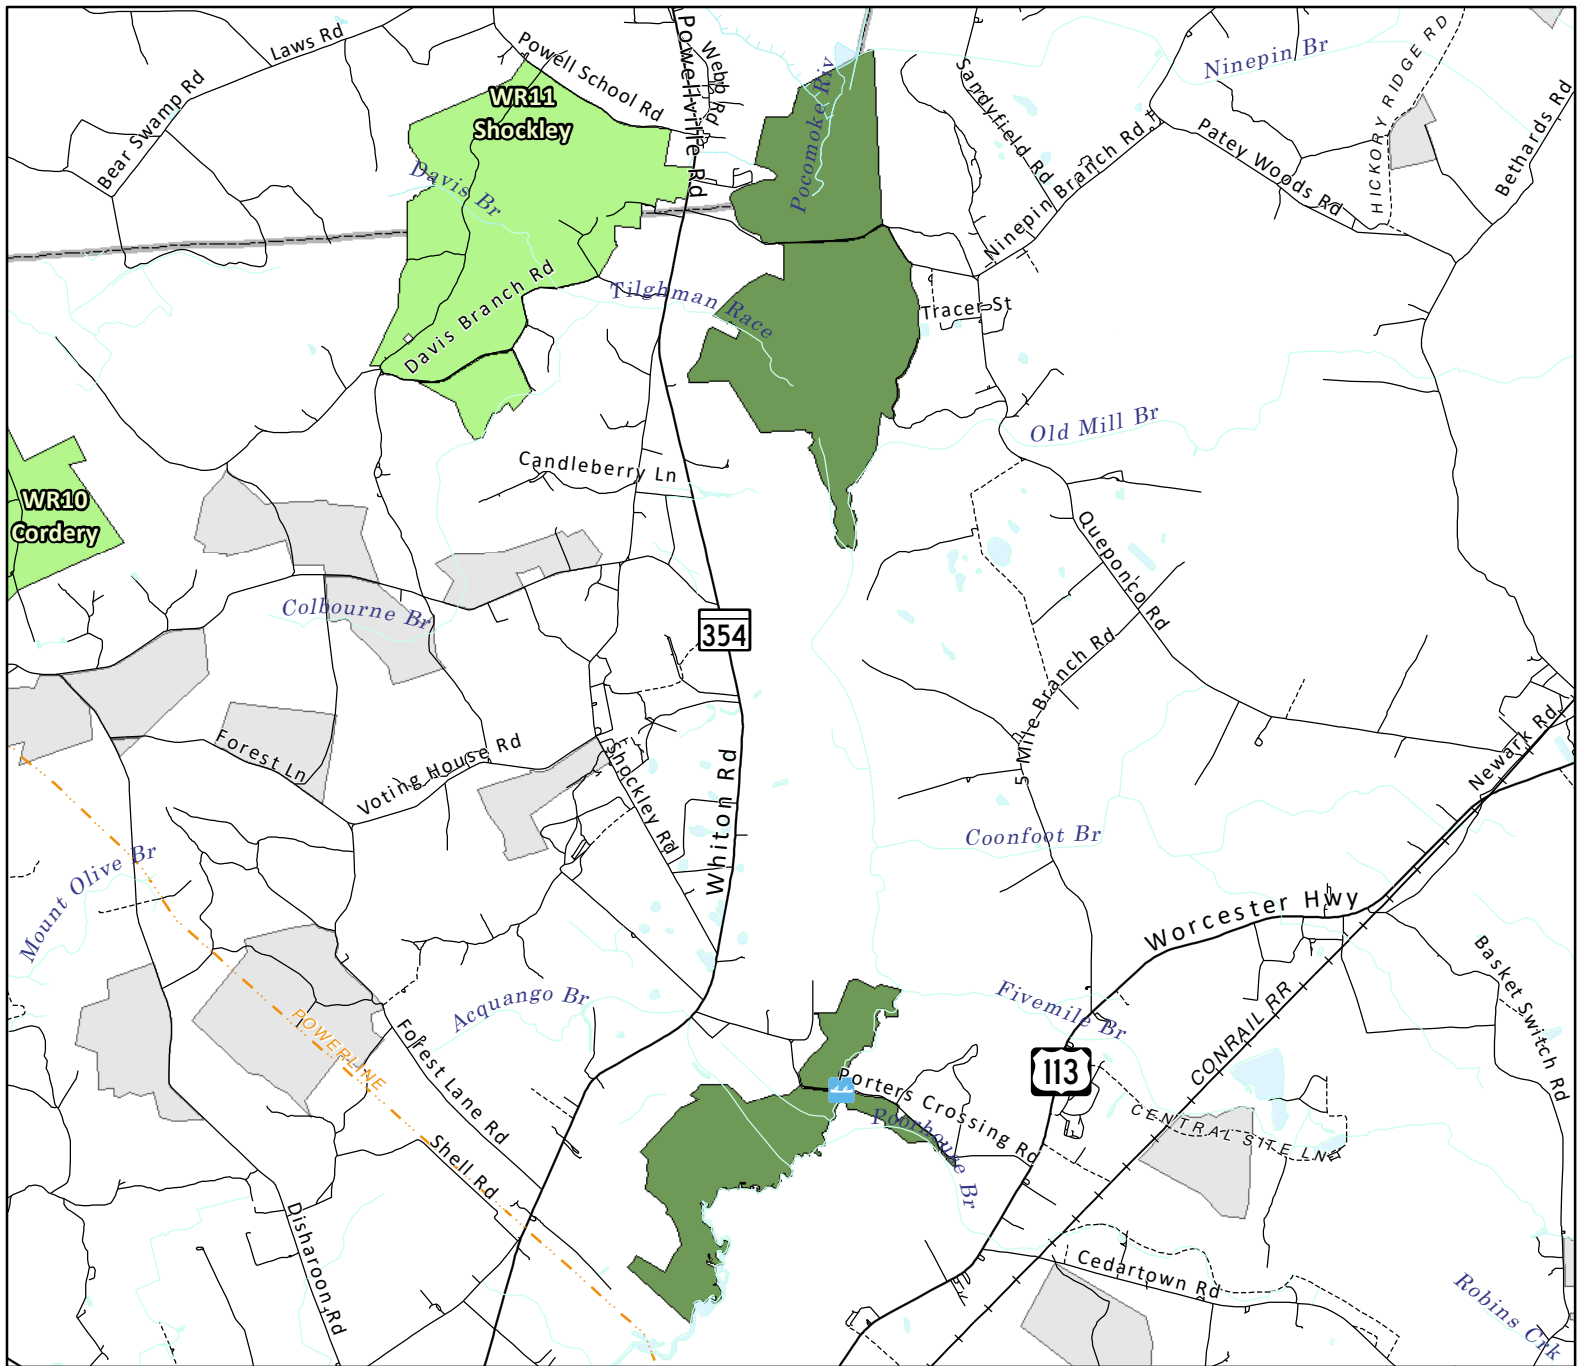 Laws Rd
Powell School Rd
Powellville Rd
Webb Rd
Pocomoke Riv
Sandyfield Rd
Ninepin Br
HICKORY RIDGE RD
Bear Swamp Rd
WR11
Shockley
Ninepin Branch Rd
Patey Woods Rd
Bethards Rd
Davis Br
Davis Branch Rd
Tilghman Race
Tracer St
Old Mill Br
Candleberry Ln
WR10
Cordery
Queponco Rd
Colbourne Br
354
5 Mile Branch Rd
Forest Ln
Voting House Rd
Shockley Rd
Whiton Rd
Newark Rd
Coonfoot Br
Mount Olive Br
Worcester Hwy
Basket Switch Rd
Acquango Br
Fivemile Br
POWERLINE
Forest Lane Rd
CONRAIL RR
113
Porters Crossing Rd
Poorhouse Br
CENTRAL SITE LN
Shell Rd
Disharoon Rd
Cedartown Rd
Robins Crk